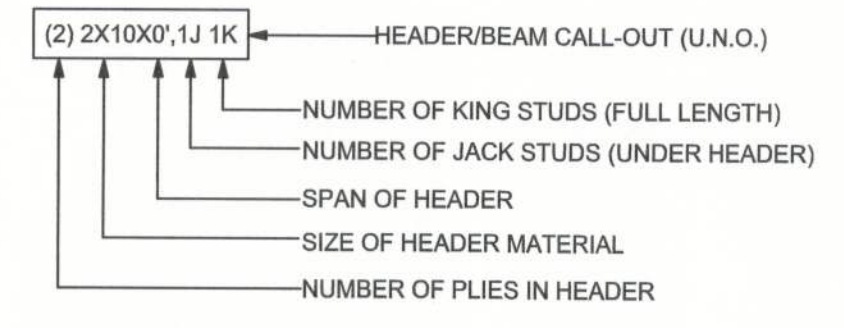 (2) 2X10X0',1J 1K
HEADER/BEAM CALL-OUT (U.N.O.)
NUMBER OF KING STUDS (FULL LENGTH)
NUMBER OF JACK STUDS (UNDER HEADER)
SPAN OF HEADER
SIZE OF HEADER MATERIAL
NUMBER OF PLIES IN HEADER